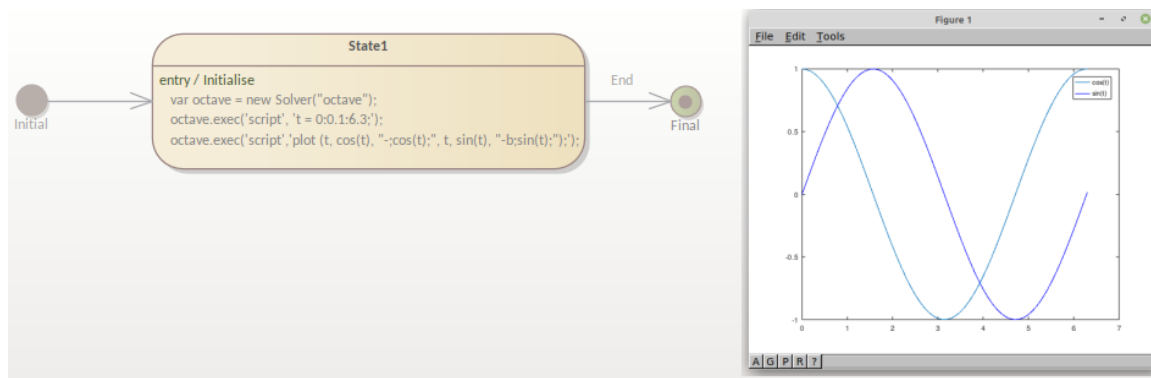 State1
entry / Initialise
var octave = new Solver("octave");
octave.exec('script', 't = 0:0.1:6.3;');
octave.exec('script','plot (t, cos(t), "-;cos(t);", t, sin(t), "-b;sin(t);");');
Initial
End
Final
Figure 1
File Edit Tools
cos(t)
sin(t)
1
0.5
0
-0.5
-1
0 1 2 3 4 5 6 7
A G P R ?